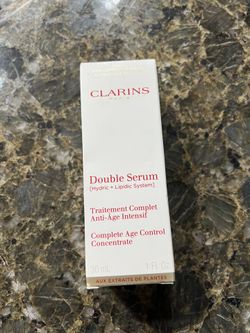 CLARINS
PARIS
Double Serum
[Hydric + Lipidic System]
Traitement Complet
Anti-Âge Intensif
Complete Age Control
Concentrate
30 mL 1 Fl. Oz.
AUX EXTRAITS DE PLANTES